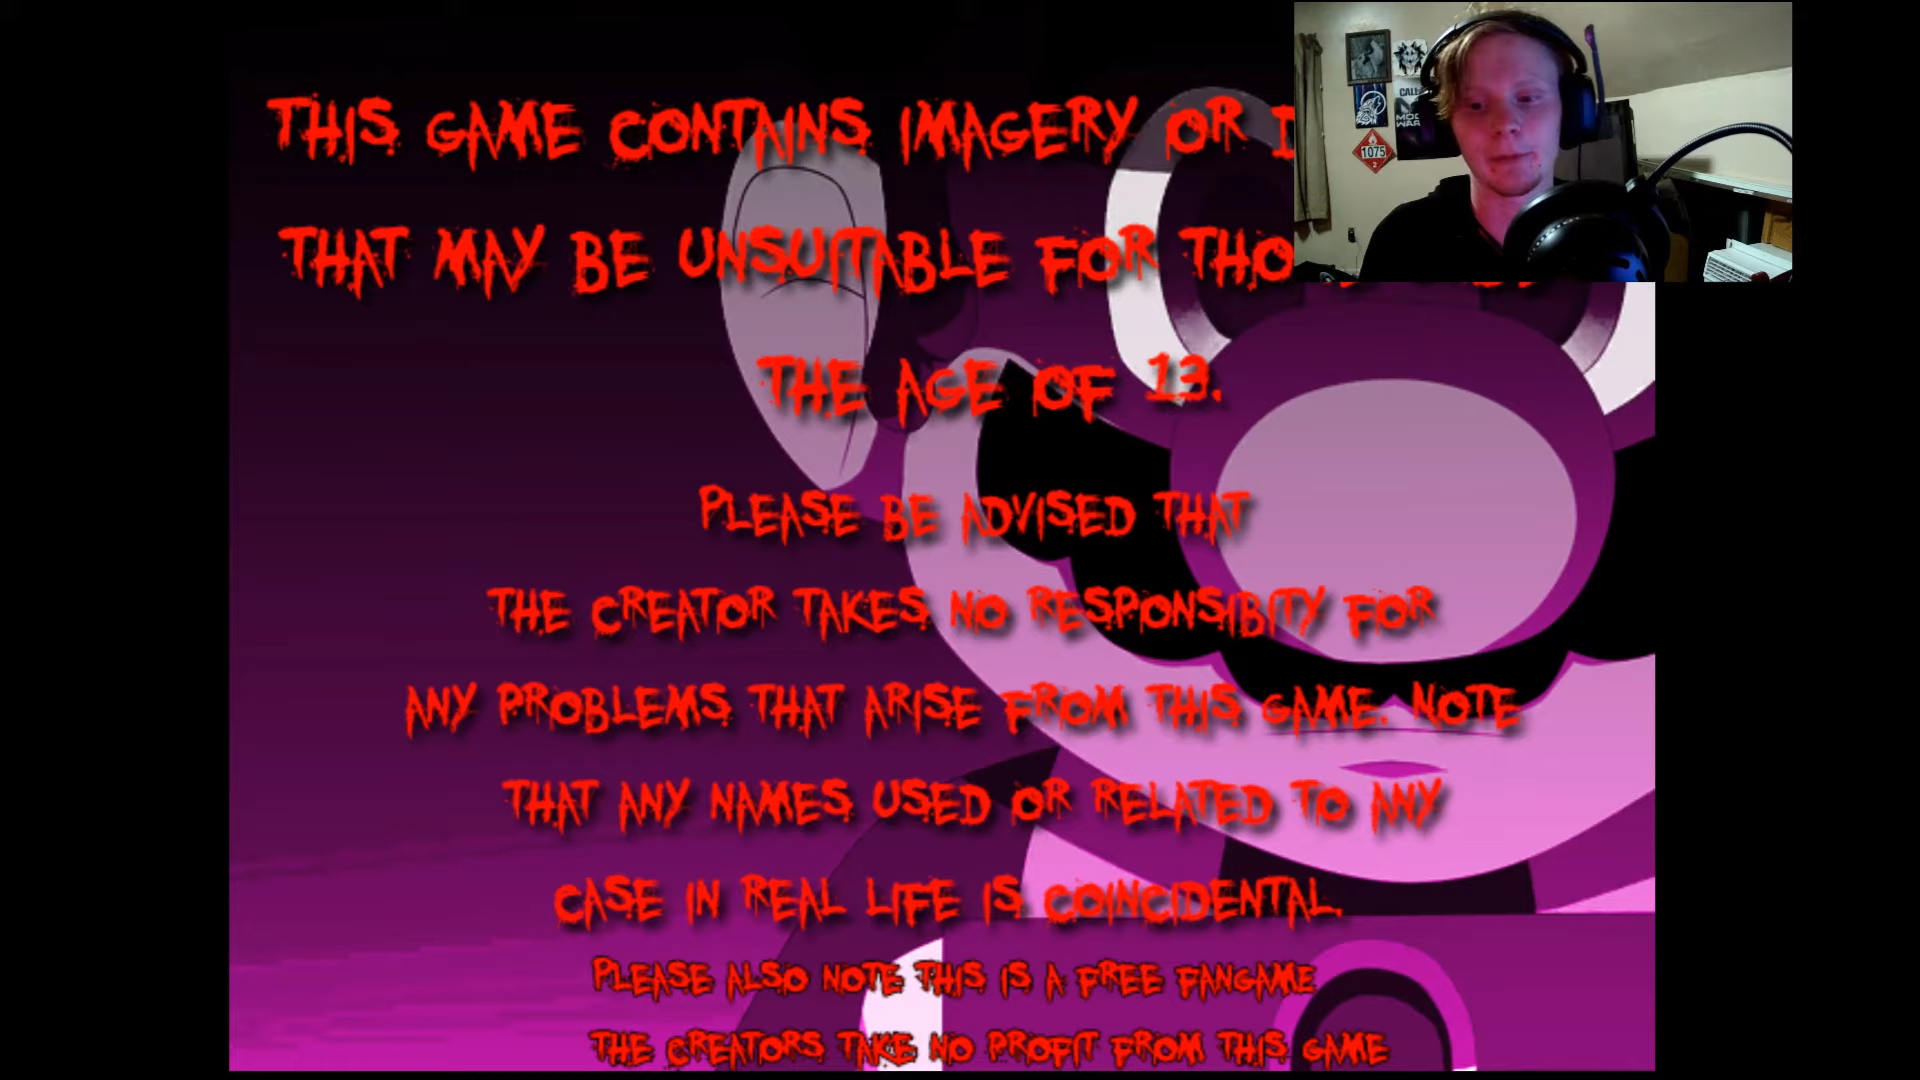 THIS GAME CONTAINS IMAGERY OR
THAT MAY BE UNSUITABLE FOR
THE AGE OF 13.
PLEASE BE ADVISED THAT
THE CREATOR TAKES NO RESPONSIBITY FOR
ANY PROBLEMS THAT ARISE FROM THIS GAME. NOTE
THAT ANY NAMES USED OR RELATED TO ANY
CASE IN REAL LIFE IS COINCIDENTAL.
PLEASE ALSO NOTE THIS IS A FREE FANGAME
THE CREATORS TAKE NO PROFIT FROM THIS GAME
1075
2